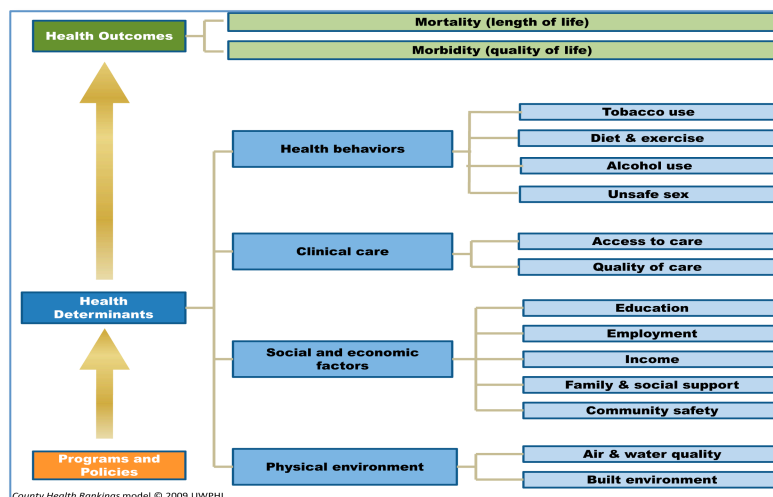 Health Outcomes
Mortality (length of life)
Morbidity (quality of life)
Health behaviors
Tobacco use
Diet & exercise
Alcohol use
Unsafe sex
Clinical care
Access to care
Quality of care
Health
Determinants
Social and economic
factors
Education
Employment
Income
Family & social support
Community safety
Programs and
Policies
Physical environment
Air & water quality
Built environment
County Health Rankings model © 2009 UWPHI